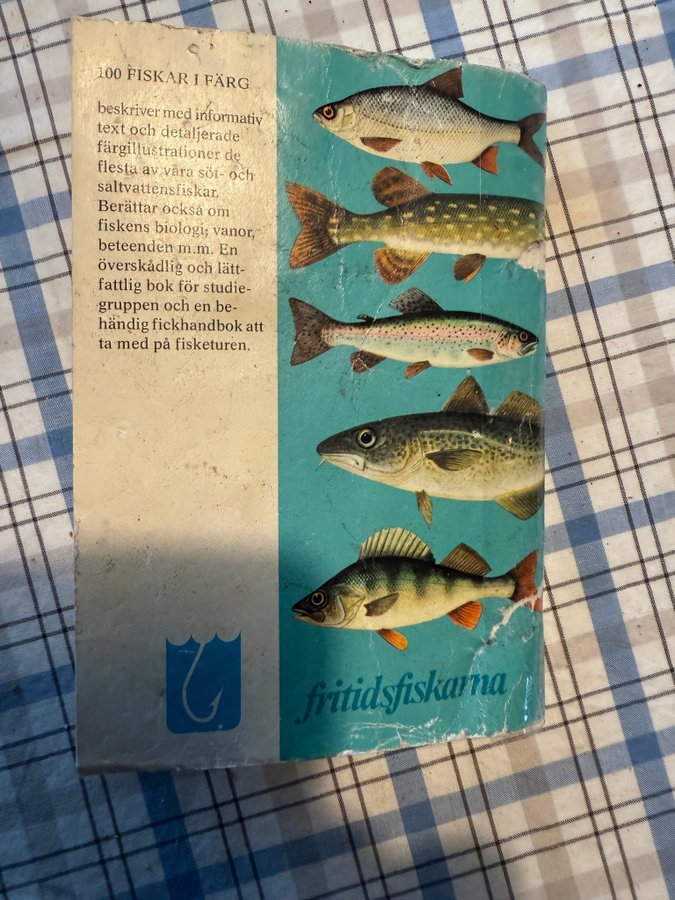 100 FISKAR I FÄRG
beskriver med informativ
text och detaljerade
färgillustrationer de
flesta av våra söt- och
saltvattensfiskar.
Berättar också om
fiskens biologi, vanor,
beteenden m.m. En
överskådlig och lätt-
fattlig bok för studie-
gruppen och en be-
händig fickhandbok att
ta med på fisketuren.
fritidsfiskarna